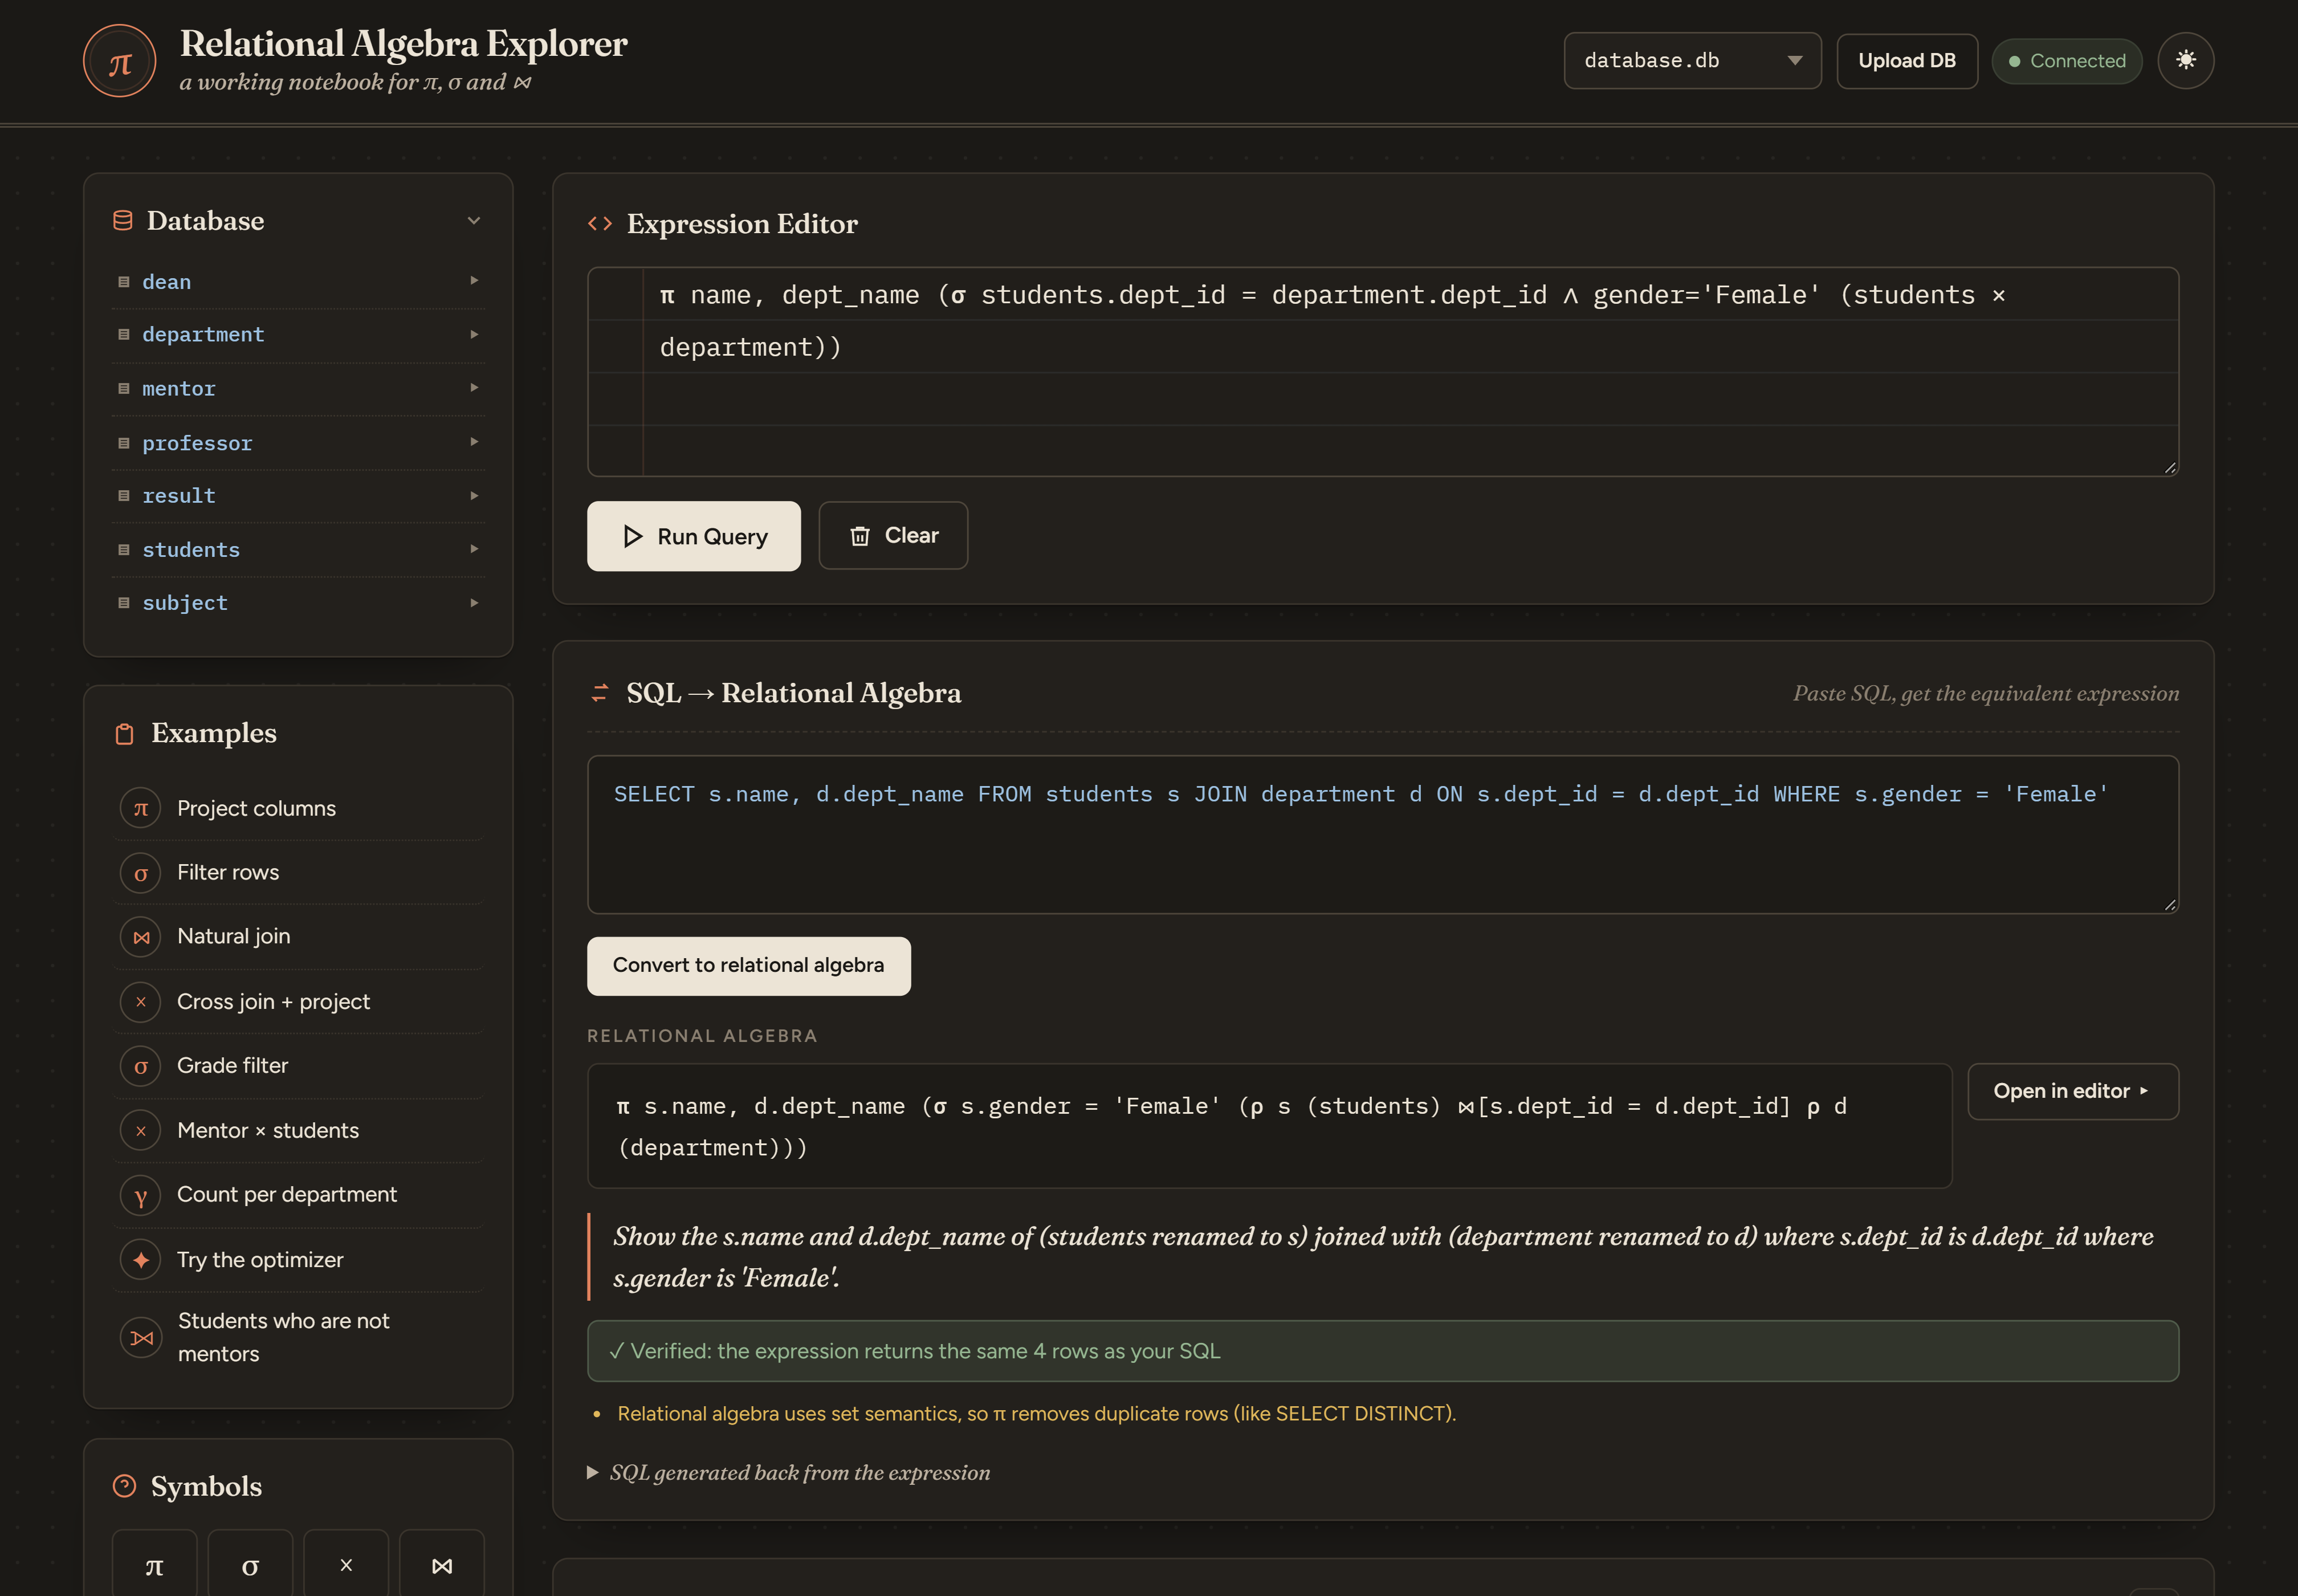 π
Relational Algebra Explorer
a working notebook for π, σ and ⋈
database.db
Upload DB
Connected
Database
dean
department
mentor
professor
result
students
subject
Examples
π Project columns
σ Filter rows
⋈ Natural join
× Cross join + project
σ Grade filter
× Mentor × students
γ Count per department
✦ Try the optimizer
⟕ Students who are not
mentors
Symbols
π σ × ⋈
Expression Editor
π name, dept_name (σ students.dept_id = department.dept_id ∧ gender='Female' (students ×
department))
Run Query
Clear
SQL → Relational Algebra
Paste SQL, get the equivalent expression
SELECT s.name, d.dept_name FROM students s JOIN department d ON s.dept_id = d.dept_id WHERE s.gender = 'Female'
Convert to relational algebra
RELATIONAL ALGEBRA
π s.name, d.dept_name (σ s.gender = 'Female' (ρ s (students) ⋈[s.dept_id = d.dept_id] ρ d
(department)))
Open in editor ▸
Show the s.name and d.dept_name of (students renamed to s) joined with (department renamed to d) where s.dept_id is d.dept_id where
s.gender is 'Female'.
✓ Verified: the expression returns the same 4 rows as your SQL
• Relational algebra uses set semantics, so π removes duplicate rows (like SELECT DISTINCT).
▶ SQL generated back from the expression